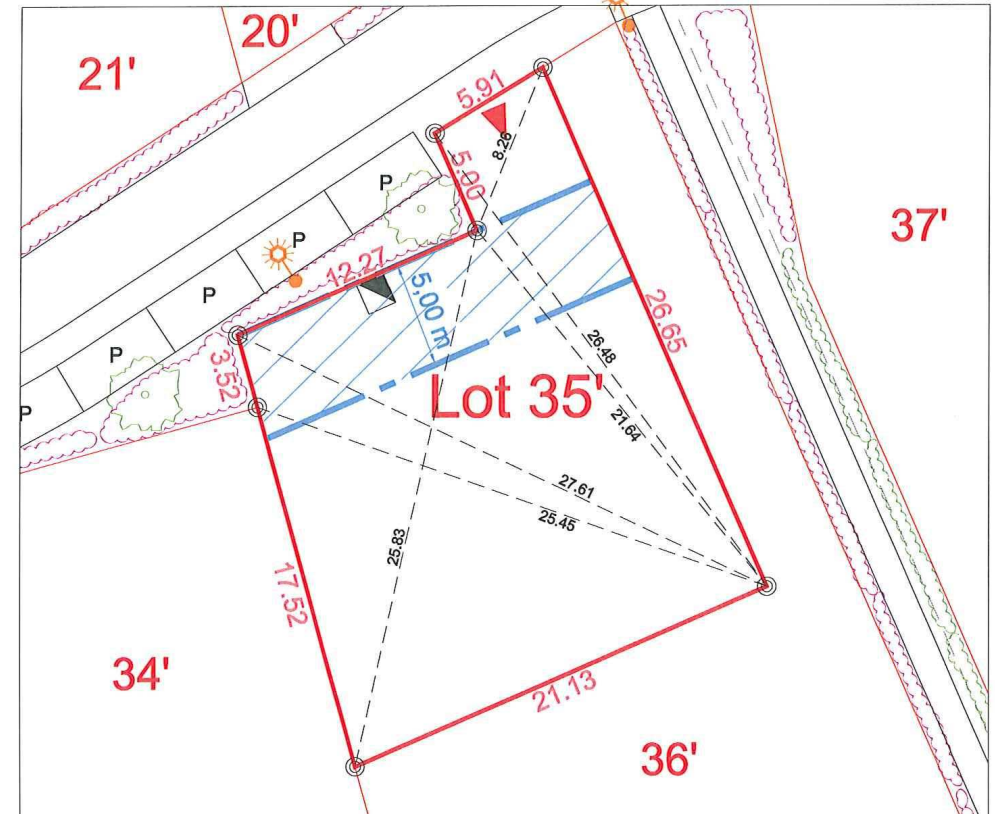 20'
21'
5.91
8.26
5.00
P
37'
P
12.27
5,00 m
P
26.65
26.48
3.52
P
Lot 35'
21.64
P
27.61
25.45
25.83
17.52
34'
21.13
36'